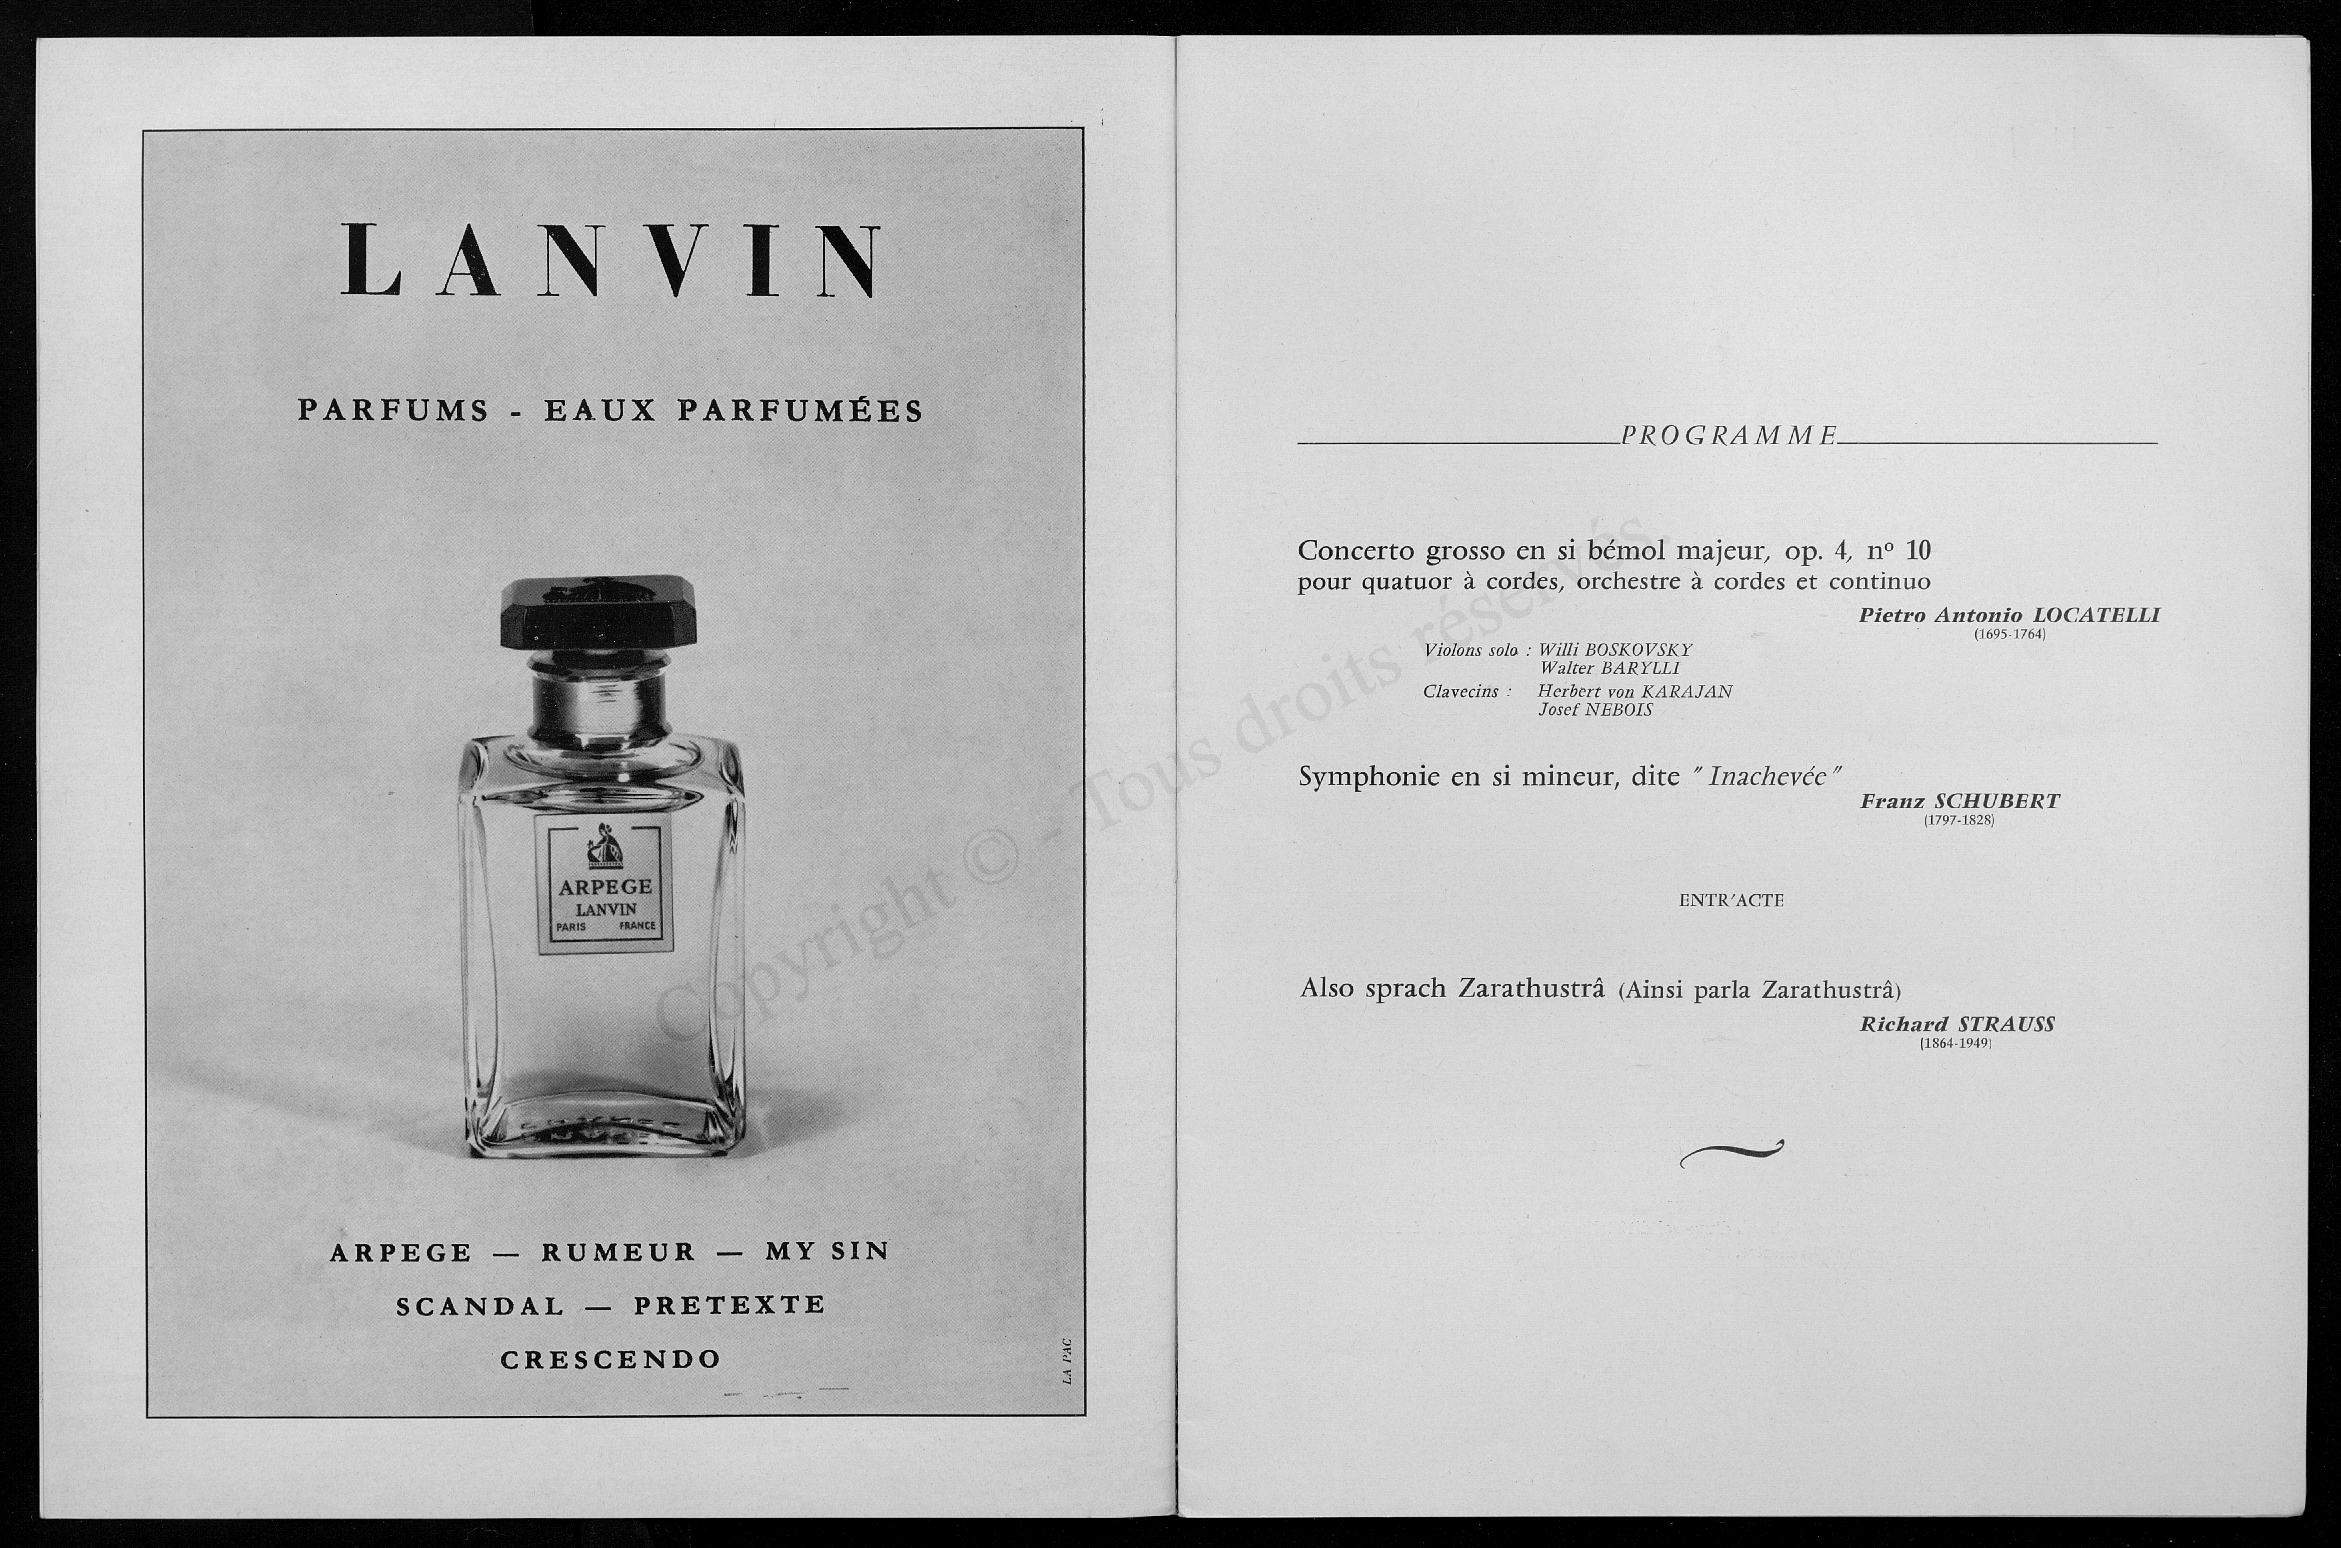 LANVIN
PARFUMS - EAUX PARFUMÉES
ARPEGE
LANVIN
PARIS FRANCE
ARPEGE — RUMEUR — MY SIN
SCANDAL — PRETEXTE
CRESCENDO
LA PAC
PROGRAMME
Concerto grosso en si bémol majeur, op. 4, nº 10
pour quatuor à cordes, orchestre à cordes et continuo
Pietro Antonio LOCATELLI
(1695-1764)
Violons solo : Willi BOSKOVSKY
Walter BARYLLI
Clavecins : Herbert von KARAJAN
Josef NEBOIS
Symphonie en si mineur, dite " Inachevée "
Franz SCHUBERT
(1797-1828)
ENTR'ACTE
Also sprach Zarathustrâ (Ainsi parla Zarathustrâ)
Richard STRAUSS
(1864-1949)
Copyright © - Tous droits réservés.